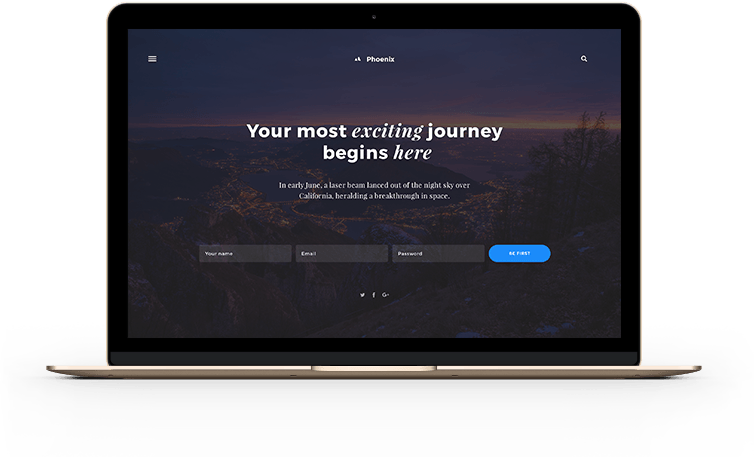 Phoenix
Your most exciting journey
begins here
In early June, a laser beam lanced out of the night sky over
California, heralding a breakthrough in space.
Your name
Email
Password
BE FIRST